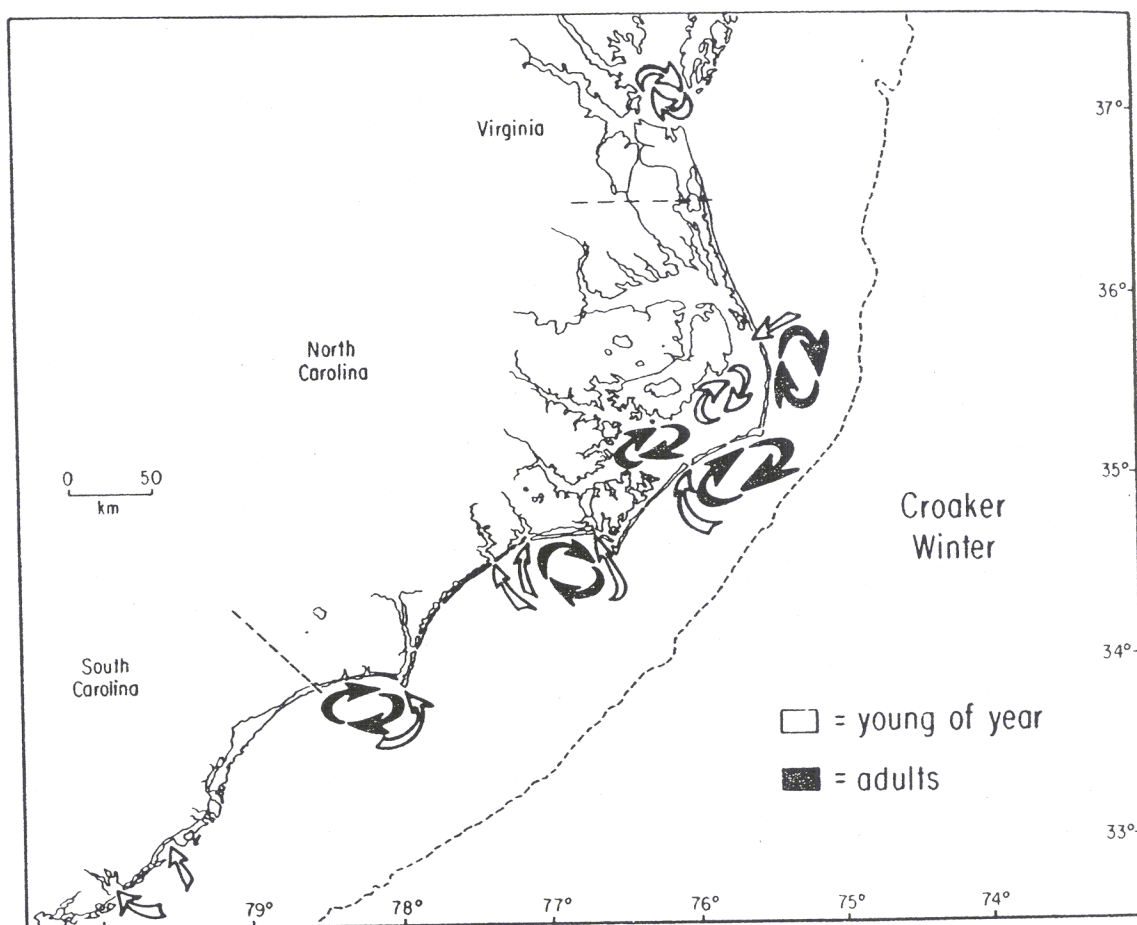 Virginia
37°
36°
North
Carolina
0 50
km
35°
Croaker
Winter
34°
South
Carolina
= young of year
= adults
33°
79° 78° 77° 76° 75° 74°